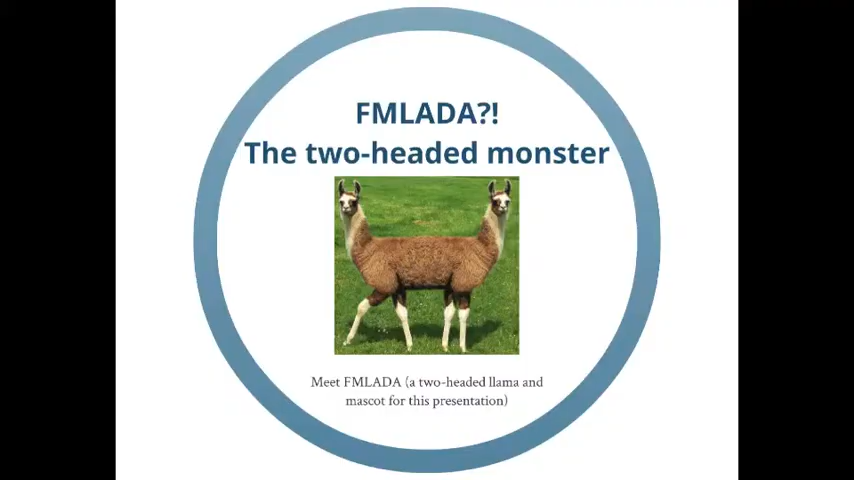 FMLADA?!
The two-headed monster
Meet FMLADA (a two-headed llama and
mascot for this presentation)